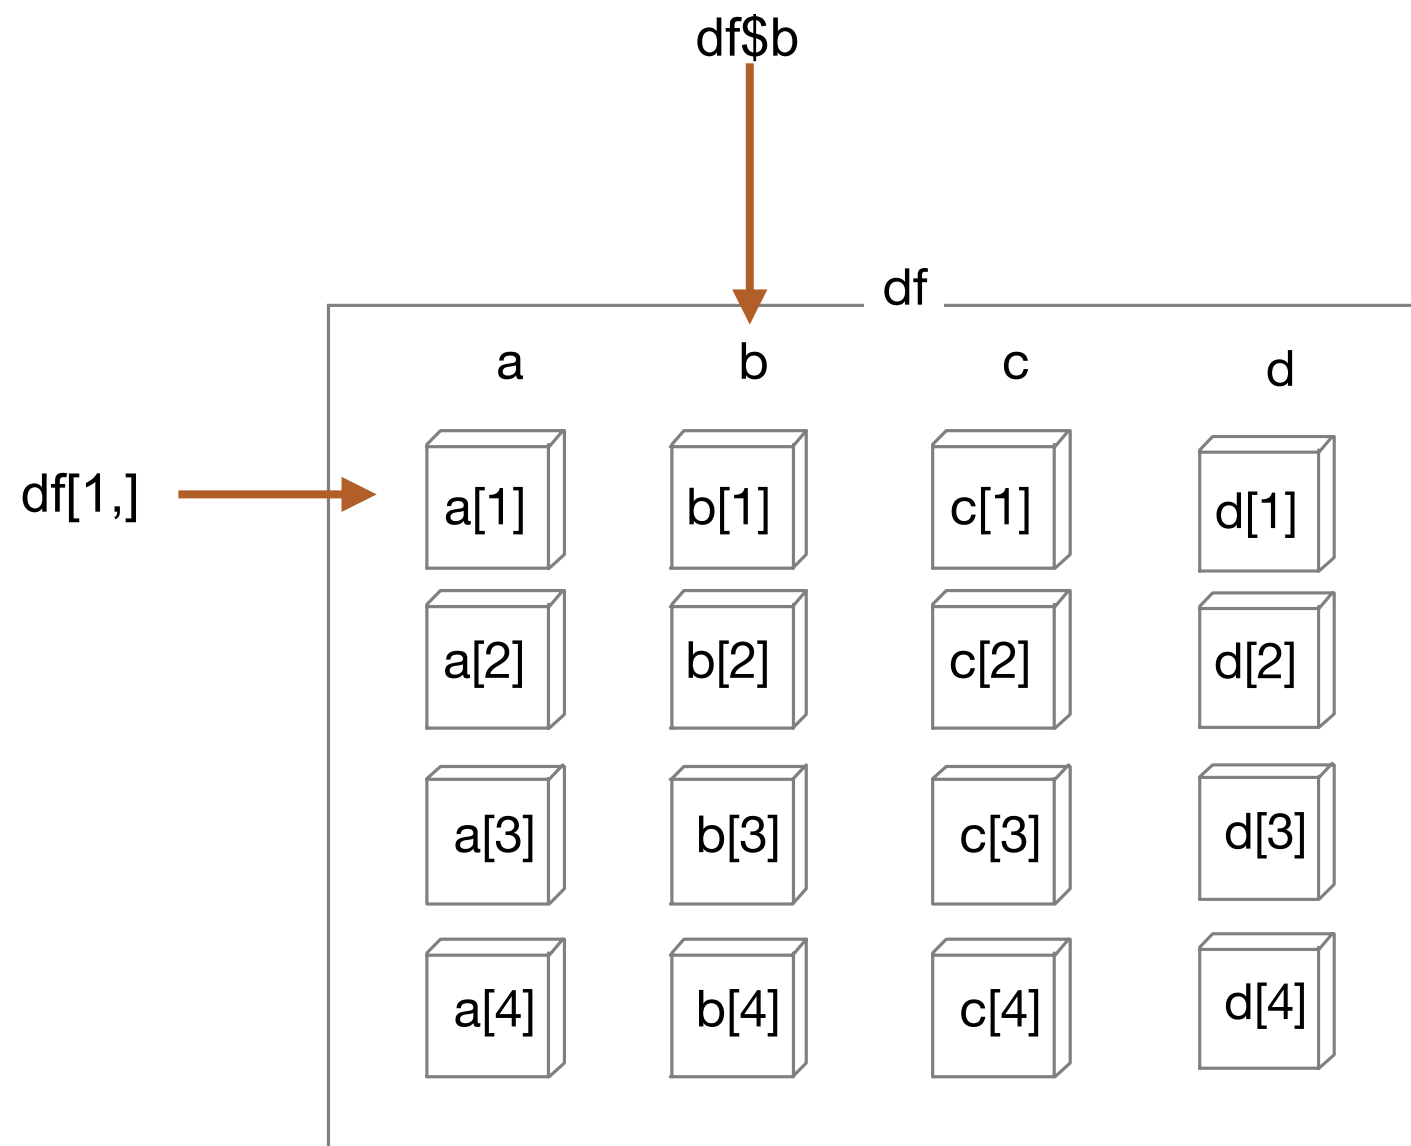 df$b
df
a b c d
df[1,] a[1] b[1] c[1] d[1]
a[2] b[2] c[2] d[2]
a[3] b[3] c[3] d[3]
a[4] b[4] c[4] d[4]